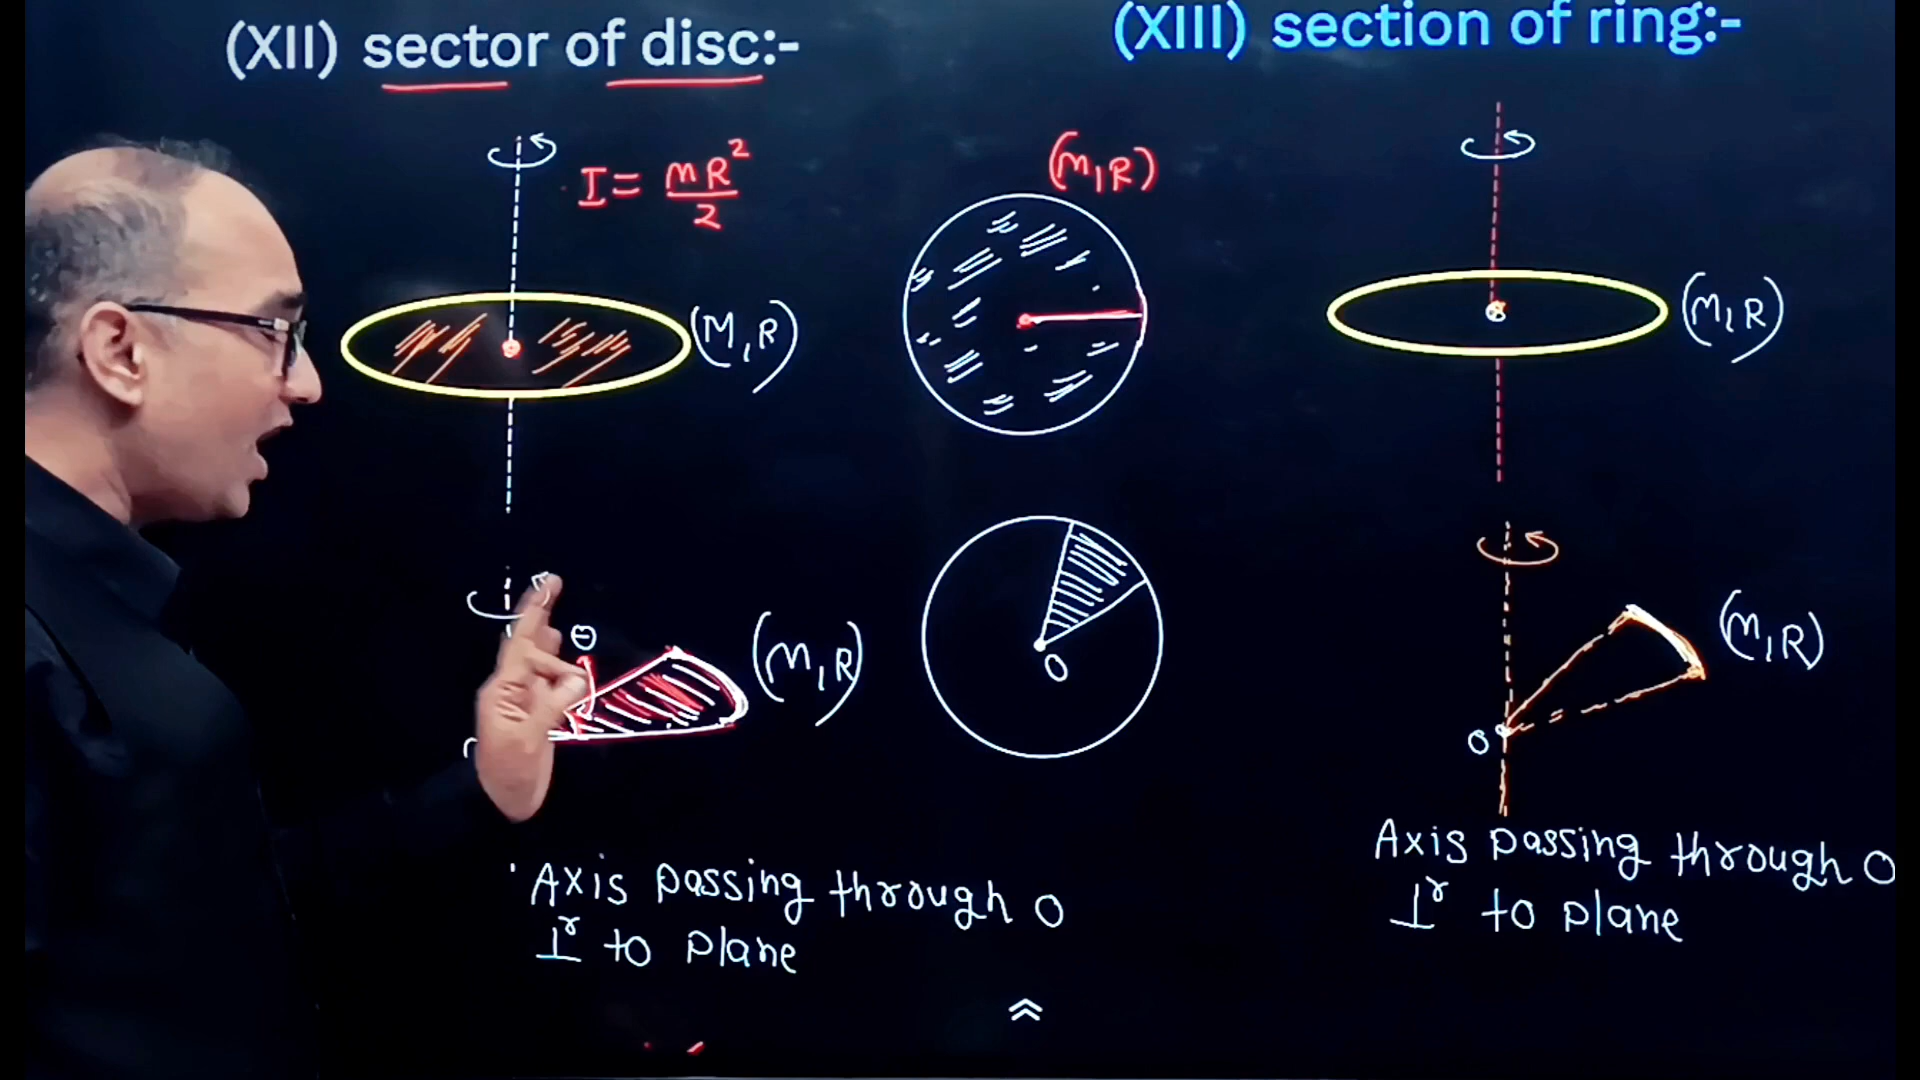 (XII) sector of disc:-
I = MR²/2
(M,R)
θ
(M,R)
Axis passing through O
⊥ʳ to plane
(M,R)
O
(XIII) section of ring:-
(M,R)
(M,R)
O
Axis passing through O
⊥ʳ to plane